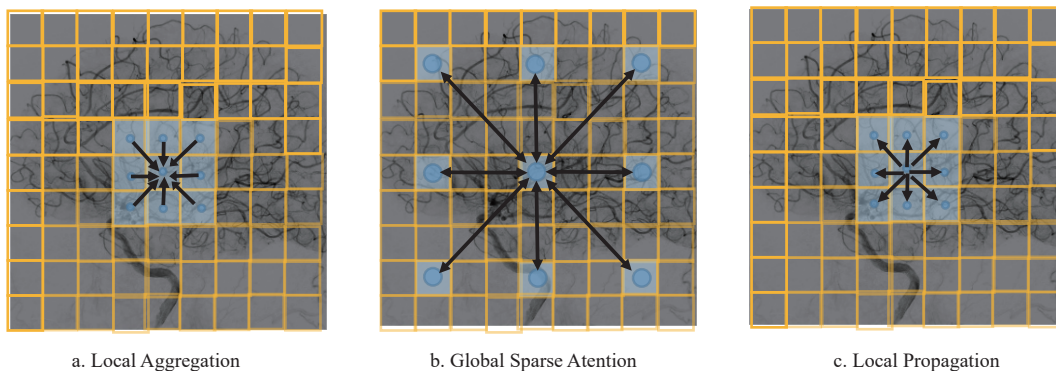 a. Local Aggregation
b. Global Sparse Atention
c. Local Propagation